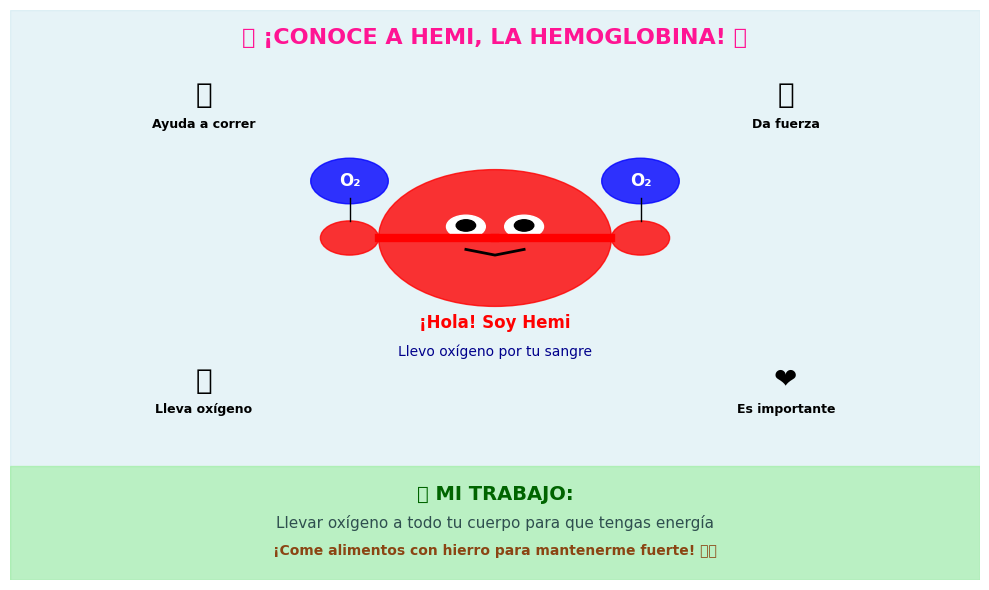 ¡CONOCE A HEMI, LA HEMOGLOBINA!
Ayuda a correr
Da fuerza
O₂
O₂
¡Hola! Soy Hemi
Llevo oxígeno por tu sangre
Lleva oxígeno
Es importante
MI TRABAJO:
Llevar oxígeno a todo tu cuerpo para que tengas energía
¡Come alimentos con hierro para mantenerme fuerte!